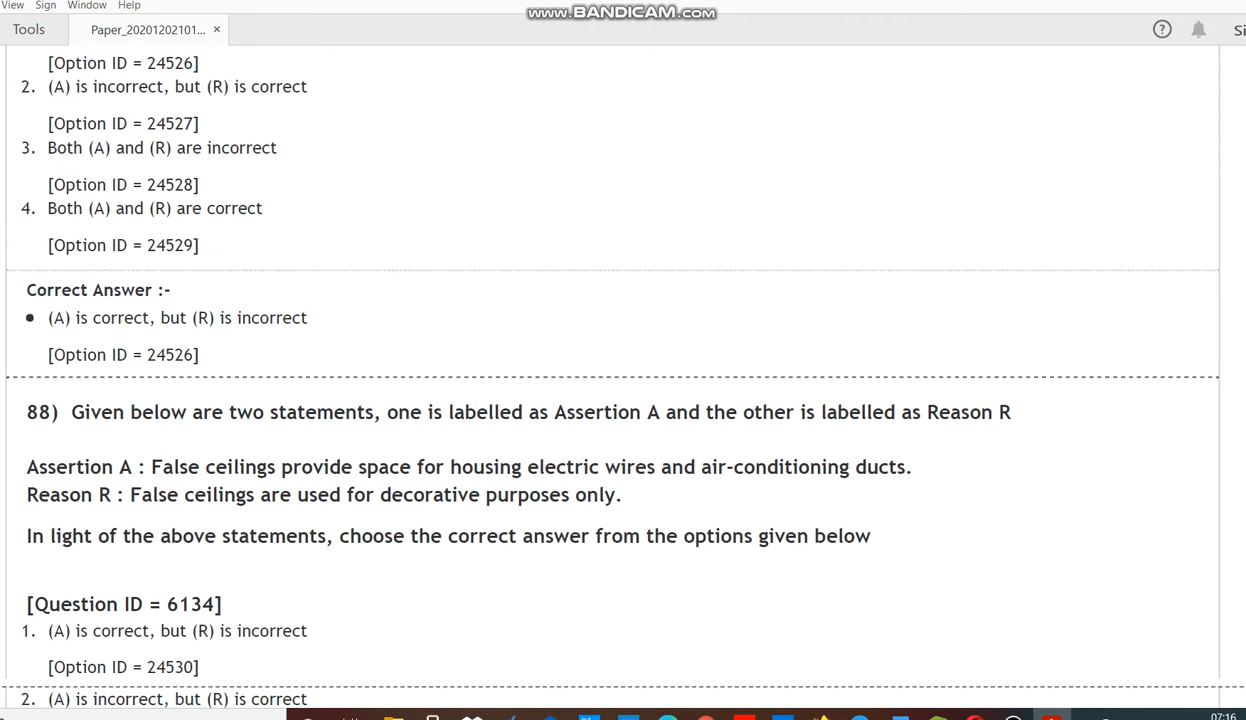 View Sign Window Help
www.BANDICAM.com
Tools Paper_20201202101... × ?
[Option ID = 24526]
2. (A) is incorrect, but (R) is correct
[Option ID = 24527]
3. Both (A) and (R) are incorrect
[Option ID = 24528]
4. Both (A) and (R) are correct
[Option ID = 24529]
Correct Answer :-
• (A) is correct, but (R) is incorrect
[Option ID = 24526]
88) Given below are two statements, one is labelled as Assertion A and the other is labelled as Reason R
Assertion A : False ceilings provide space for housing electric wires and air-conditioning ducts.
Reason R : False ceilings are used for decorative purposes only.
In light of the above statements, choose the correct answer from the options given below
[Question ID = 6134]
1. (A) is correct, but (R) is incorrect
[Option ID = 24530]
2. (A) is incorrect, but (R) is correct
07:16